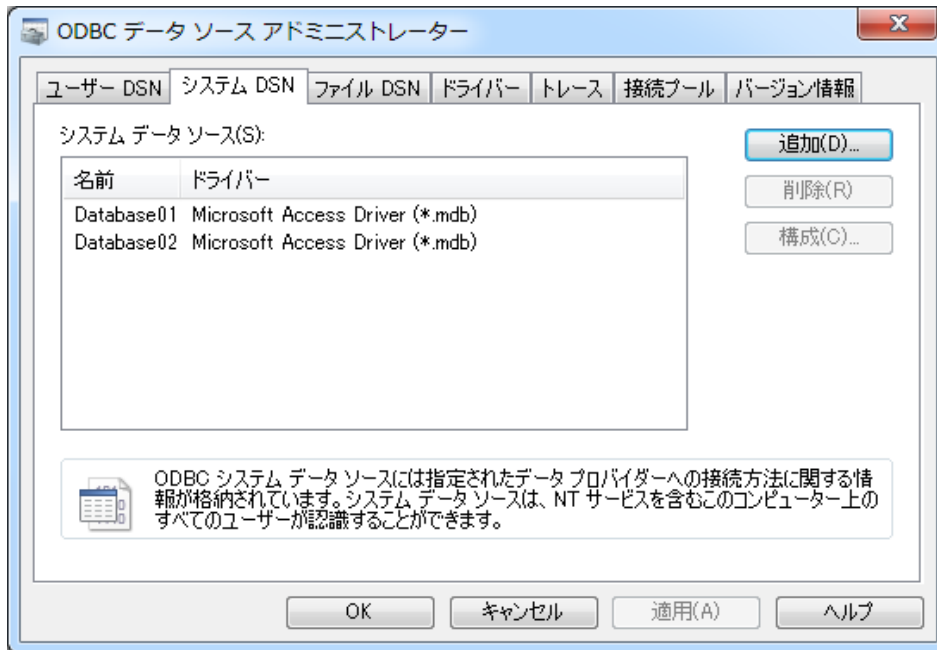 ODBC データ ソース アドミニストレーター
ユーザー DSN システム DSN ファイル DSN ドライバー トレース 接続プール バージョン情報
システム データ ソース(S):
追加(D)...
名前 ドライバー
削除(R)
Database01 Microsoft Access Driver (*.mdb)
Database02 Microsoft Access Driver (*.mdb)
構成(C)...
ODBC システム データ ソースには指定されたデータ プロバイダーへの接続方法に関する情
報が格納されています。システム データ ソースは、NT サービスを含むこのコンピューター上の
すべてのユーザーが認識することができます。
OK キャンセル 適用(A) ヘルプ